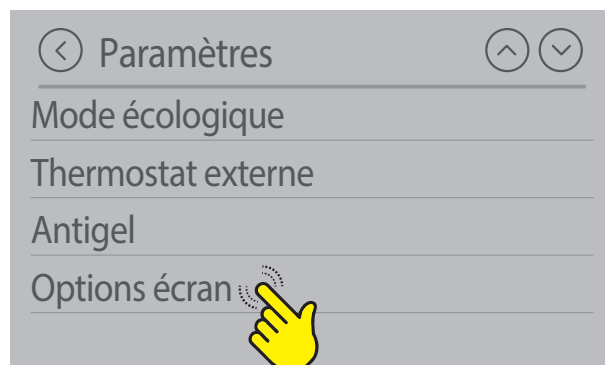 Paramètres
Mode écologique
Thermostat externe
Antigel
Options écran